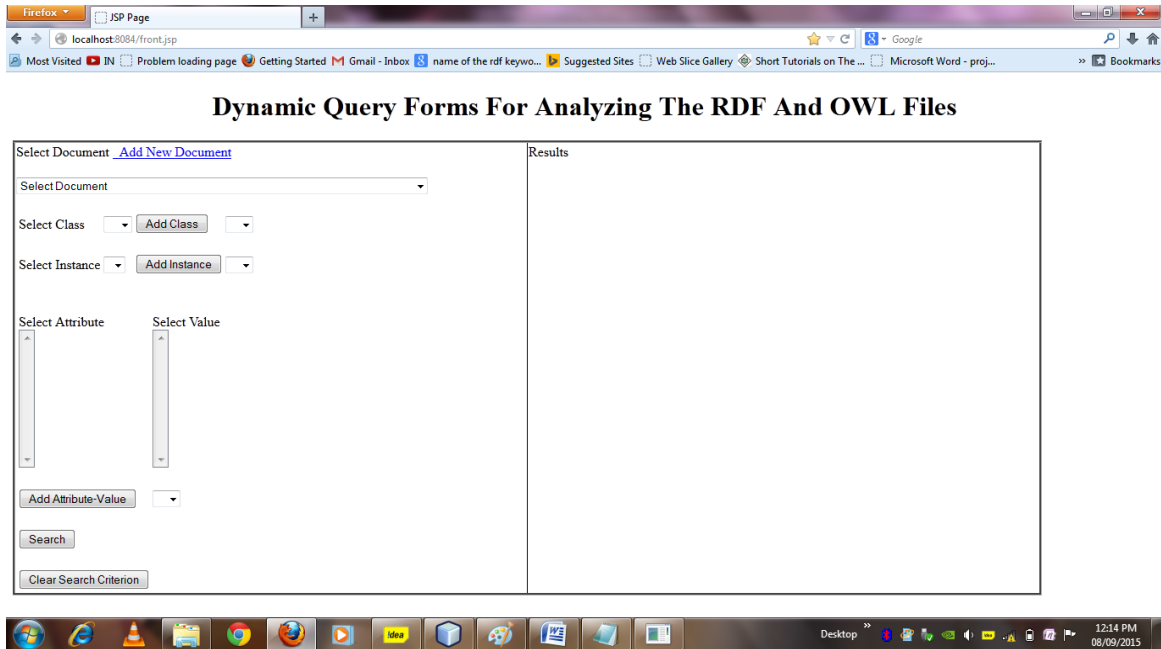 Firefox
JSP Page
localhost:8084/front.jsp
Google
Most Visited IN Problem loading page Getting Started Gmail - Inbox name of the rdf keywo... Suggested Sites Web Slice Gallery Short Tutorials on The ... Microsoft Word - proj... » Bookmarks
Dynamic Query Forms For Analyzing The RDF And OWL Files
Select Document Add New Document
Results
Select Document
Select Class Add Class
Select Instance Add Instance
Select Attribute Select Value
Add Attribute-Value
Search
Clear Search Criterion
Idea
Desktop »
12:14 PM
08/09/2015